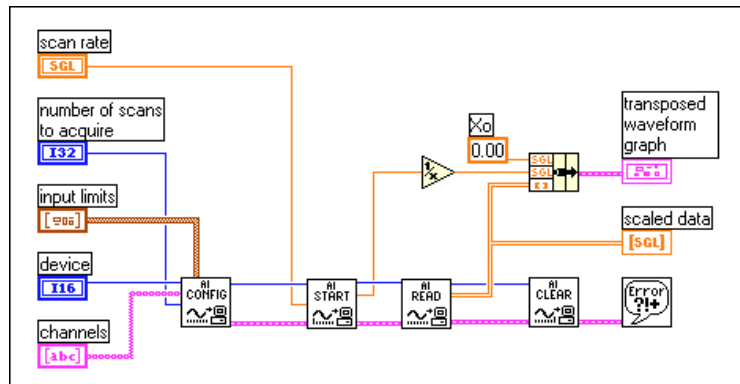 scan rate
SGL
number of scans
to acquire
I32
input limits
device
I16
channels
[abc]
AI
CONFIG
AI
START
AI
READ
AI
CLEAR
Error
?!+
1/x
Xo
0.00
SGL
SGL
[ ]
transposed
waveform
graph
scaled data
[SGL]